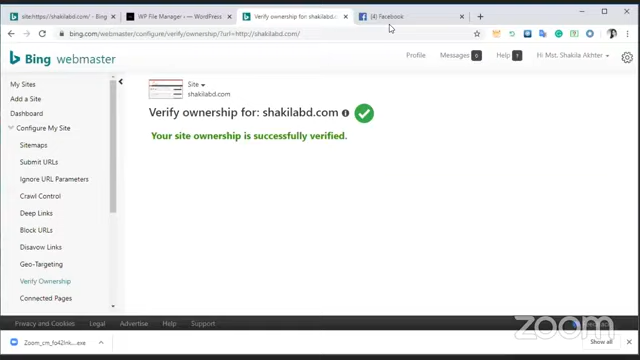 site:https://shakilabd.com/ - B
WP File Manager ‹ — WordPress
Verify ownership for: shakilabd.c
(4) Facebook
bing.com/webmaster/configure/verify/ownership/?url=http://shakilabd.com/
Bing webmaster
Profile
Messages
Help
Hi Mst. Shakila Akhter
My Sites
Add a Site
Dashboard
Configure My Site
Sitemaps
Submit URLs
Ignore URL Parameters
Crawl Control
Deep Links
Block URLs
Disavow Links
Geo-Targeting
Verify Ownership
Connected Pages
Site
shakilabd.com
Verify ownership for: shakilabd.com
Your site ownership is successfully verified.
Privacy and Cookies
Legal
Advertise
Help
Support
zoom
Zoom_cm_fo42lnk....exe
Show all